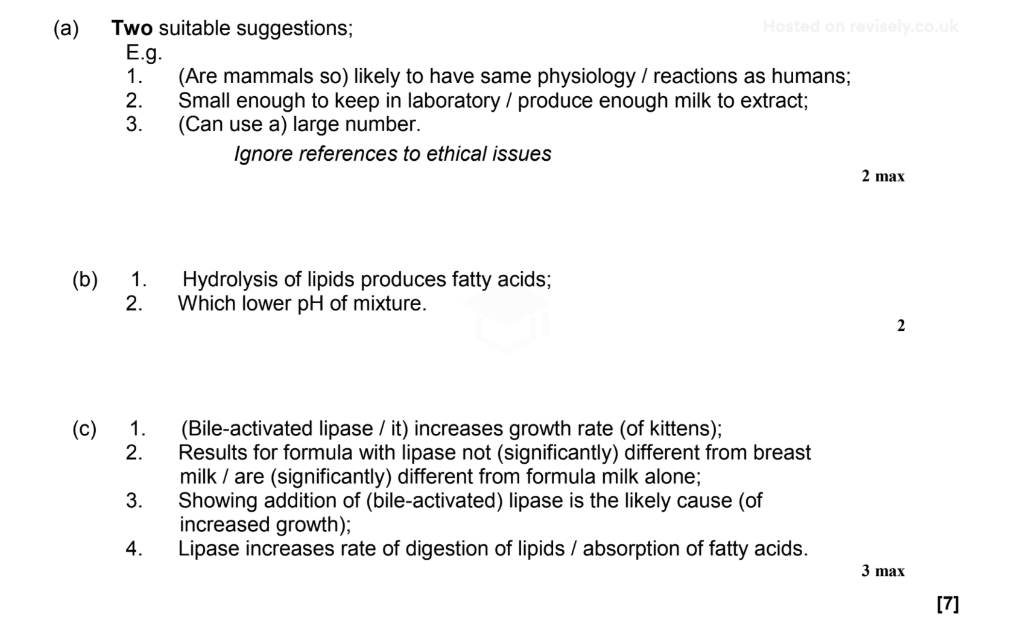 Hosted on revisely.co.uk
(a) Two suitable suggestions;
E.g.
1. (Are mammals so) likely to have same physiology / reactions as humans;
2. Small enough to keep in laboratory / produce enough milk to extract;
3. (Can use a) large number.
Ignore references to ethical issues
2 max
(b) 1. Hydrolysis of lipids produces fatty acids;
2. Which lower pH of mixture.
2
(c) 1. (Bile-activated lipase / it) increases growth rate (of kittens);
2. Results for formula with lipase not (significantly) different from breast
milk / are (significantly) different from formula milk alone;
3. Showing addition of (bile-activated) lipase is the likely cause (of
increased growth);
4. Lipase increases rate of digestion of lipids / absorption of fatty acids.
3 max
[7]